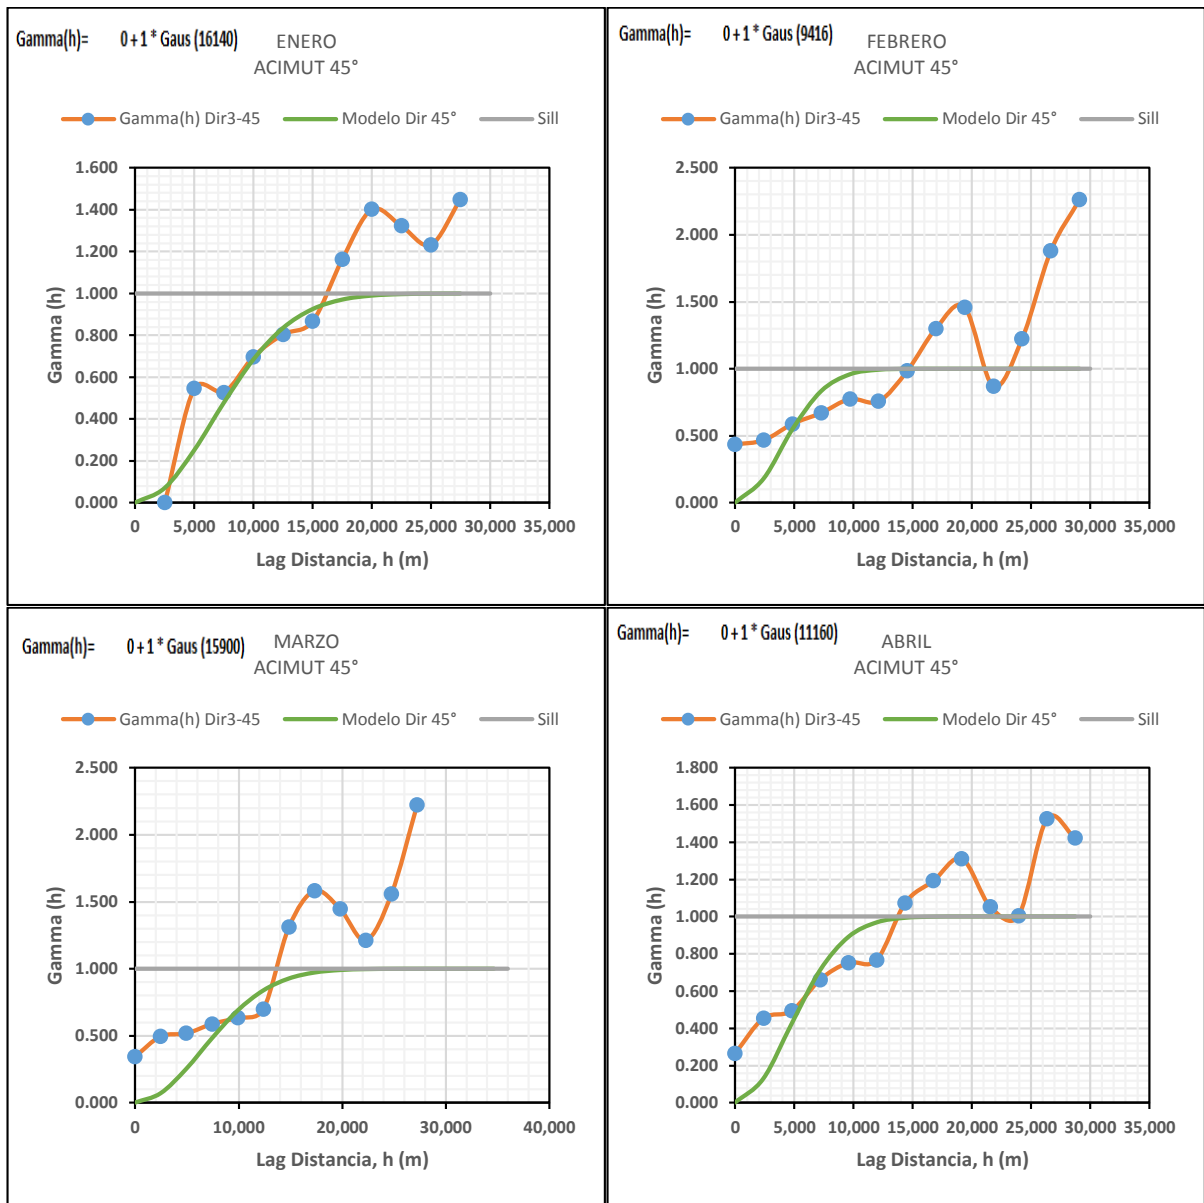 Gamma(h)= 0 + 1 * Gaus (16140)
ENERO
ACIMUT 45°
Gamma(h) Dir3-45 Modelo Dir 45° Sill
1.600
1.400
1.200
1.000
0.800
0.600
0.400
0.200
0.000
Gamma (h)
0 5,000 10,000 15,000 20,000 25,000 30,000 35,000
Lag Distancia, h (m)
Gamma(h)= 0 + 1 * Gaus (9416)
FEBRERO
ACIMUT 45°
Gamma(h) Dir3-45 Modelo Dir 45° Sill
2.500
2.000
1.500
1.000
0.500
0.000
Gamma (h)
0 5,000 10,000 15,000 20,000 25,000 30,000 35,000
Lag Distancia, h (m)
Gamma(h)= 0 + 1 * Gaus (15900)
MARZO
ACIMUT 45°
Gamma(h) Dir3-45 Modelo Dir 45° Sill
2.500
2.000
1.500
1.000
0.500
0.000
Gamma (h)
0 10,000 20,000 30,000 40,000
Lag Distancia, h (m)
Gamma(h)= 0 + 1 * Gaus (11160)
ABRIL
ACIMUT 45°
Gamma(h) Dir3-45 Modelo Dir 45° Sill
1.800
1.600
1.400
1.200
1.000
0.800
0.600
0.400
0.200
0.000
Gamma (h)
0 5,000 10,000 15,000 20,000 25,000 30,000 35,000
Lag Distancia, h (m)